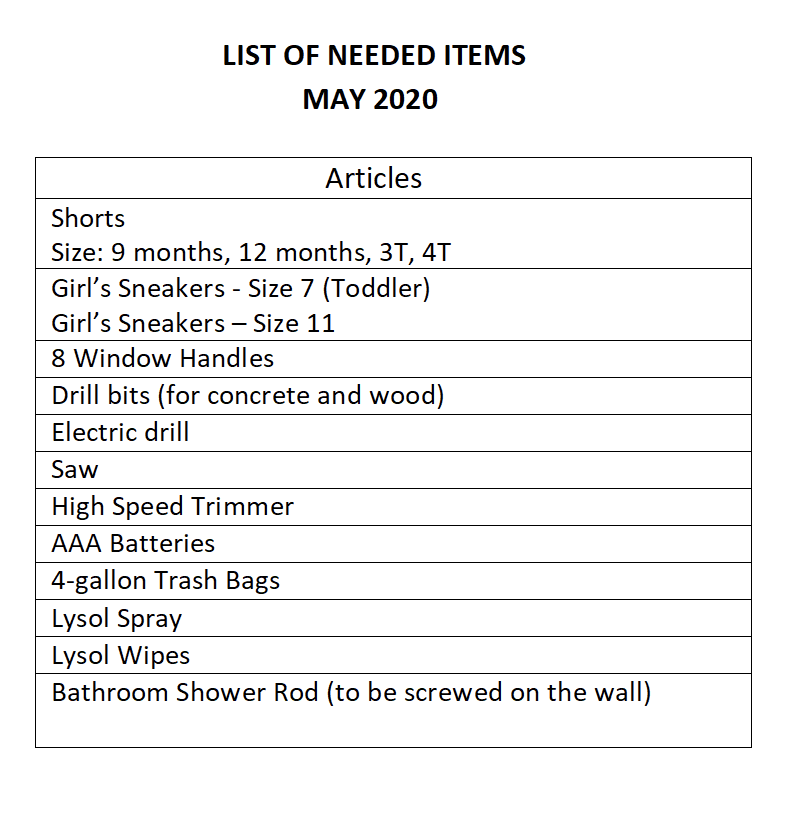 LIST OF NEEDED ITEMS
MAY 2020
Articles
Shorts
Size: 9 months, 12 months, 3T, 4T
Girl’s Sneakers - Size 7 (Toddler)
Girl’s Sneakers – Size 11
8 Window Handles
Drill bits (for concrete and wood)
Electric drill
Saw
High Speed Trimmer
AAA Batteries
4-gallon Trash Bags
Lysol Spray
Lysol Wipes
Bathroom Shower Rod (to be screwed on the wall)